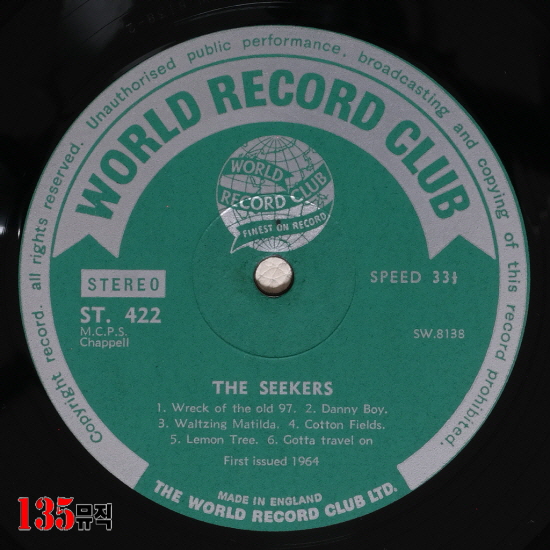 Copyright record. all rights reserved. Unauthorised public performance, broadcasting and copying of this record prohibited.
WORLD RECORD CLUB
WORLD
RECORD CLUB
FINEST ON RECORD
STEREO
SPEED 33⅓
ST. 422
M.C.P.S.
Chappell
SW.8138
THE SEEKERS
1. Wreck of the old 97. 2. Danny Boy.
3. Waltzing Matilda. 4. Cotton Fields.
5. Lemon Tree. 6. Gotta travel on
First issued 1964
MADE IN ENGLAND
THE WORLD RECORD CLUB LTD.
135뮤직